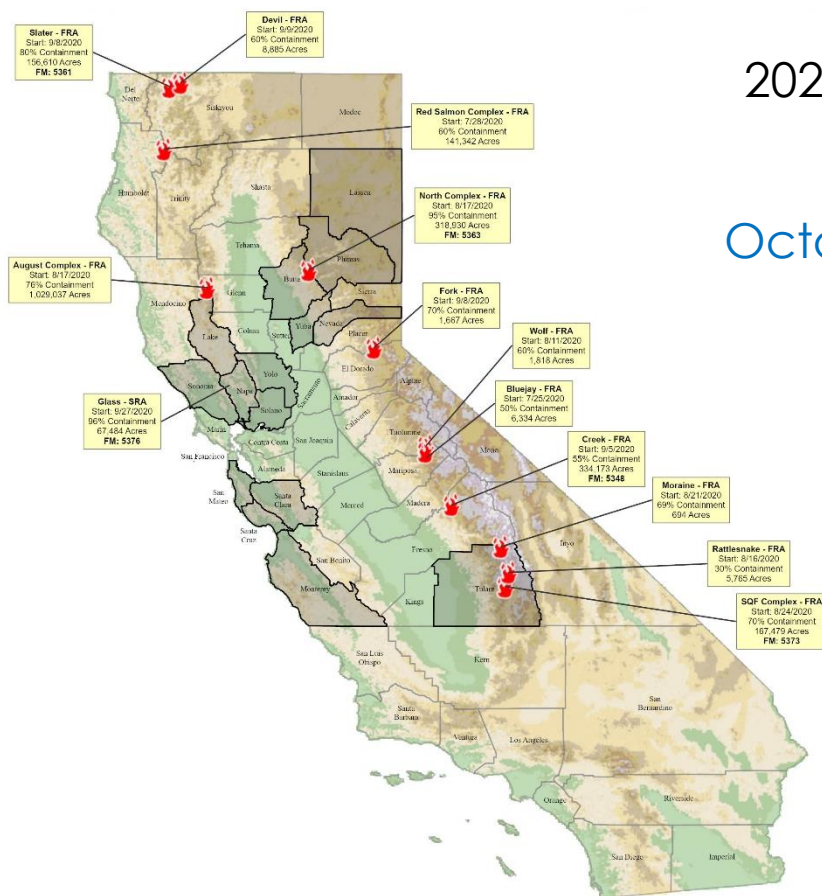 202
Octo
Slater - FRA
Start: 9/8/2020
80% Containment
156,610 Acres
FM: 5361
Devil - FRA
Start: 9/9/2020
60% Containment
8,885 Acres
Red Salmon Complex - FRA
Start: 7/28/2020
60% Containment
141,342 Acres
North Complex - FRA
Start: 8/17/2020
95% Containment
318,930 Acres
FM: 5363
August Complex - FRA
Start: 8/17/2020
76% Containment
1,029,037 Acres
Fork - FRA
Start: 9/8/2020
70% Containment
1,667 Acres
Wolf - FRA
Start: 8/11/2020
60% Containment
1,818 Acres
Bluejay - FRA
Start: 7/25/2020
50% Containment
6,334 Acres
Glass - SRA
Start: 9/27/2020
96% Containment
67,484 Acres
FM: 5376
Creek - FRA
Start: 9/5/2020
55% Containment
334,173 Acres
FM: 5348
Moraine - FRA
Start: 8/21/2020
69% Containment
694 Acres
Rattlesnake - FRA
Start: 8/16/2020
30% Containment
5,765 Acres
SQF Complex - FRA
Start: 8/24/2020
70% Containment
167,479 Acres
FM: 5373
Del
Norte
Siskiyou
Modoc
Humboldt
Trinity
Shasta
Lassen
Tehama
Plumas
Butte
Glenn
Sierra
Mendocino
Nevada
Yuba
Placer
Lake
Colusa
Sutter
El Dorado
Yolo
Alpine
Sonoma
Napa
Sacramento
Amador
Solano
Calaveras
Tuolumne
Marin
Contra Costa
San Joaquin
Mono
San Francisco
Alameda
Stanislaus
Mariposa
San
Mateo
Santa
Clara
Merced
Madera
Santa
Cruz
San Benito
Fresno
Inyo
Monterey
Kings
Tulare
San Luis
Obispo
Kern
San
Bernardino
Santa
Barbara
Ventura
Los Angeles
Orange
Riverside
San Diego
Imperial